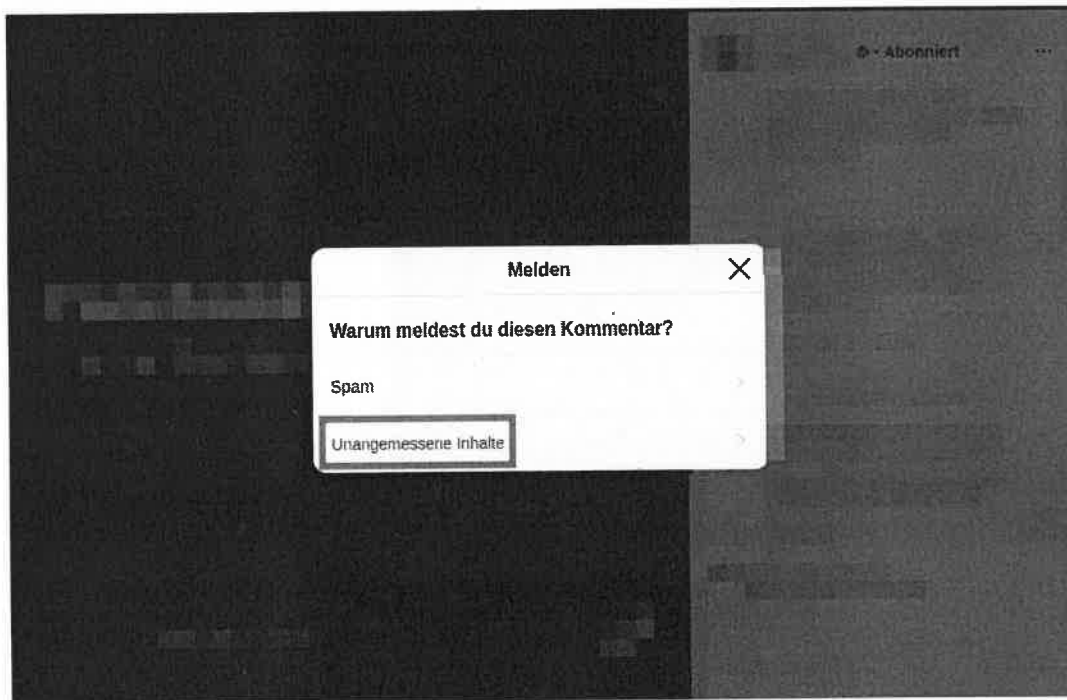 • Abonniert
Melden
Warum meldest du diesen Kommentar?
Spam
Unangemessene Inhalte